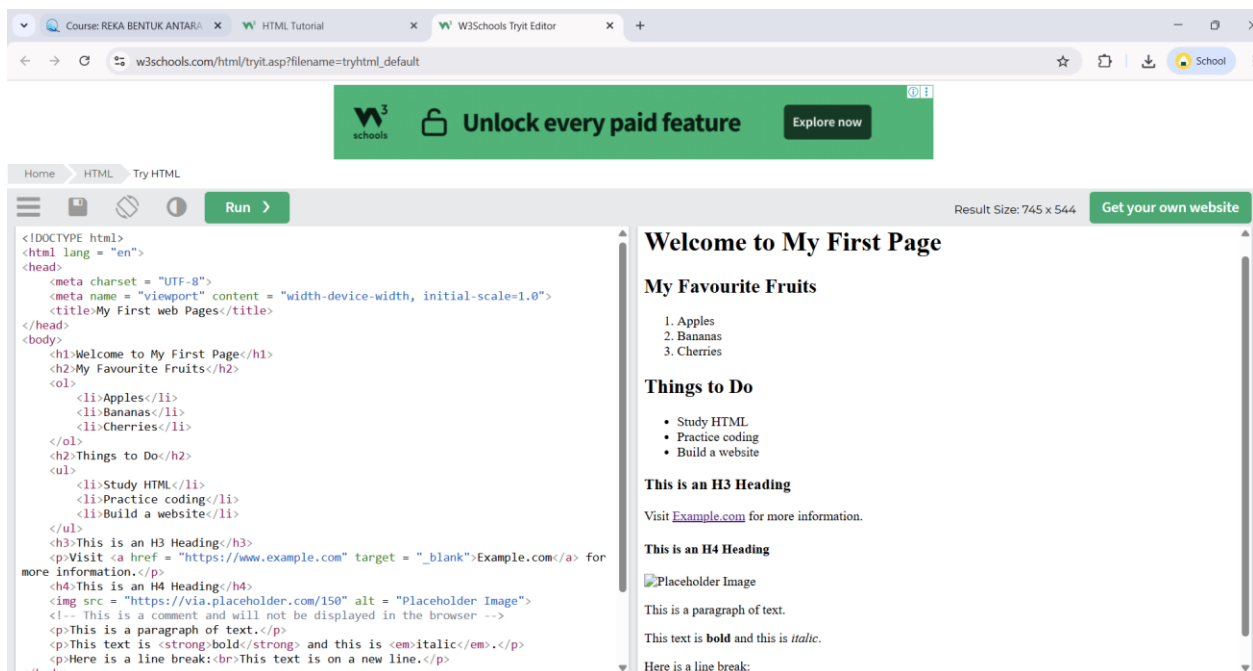 Course: REKA BENTUK ANTARA
HTML Tutorial
W3Schools Tryit Editor
w3schools.com/html/tryit.asp?filename=tryhtml_default
School
W3 schools
Unlock every paid feature
Explore now
Home
HTML
Try HTML
Run
Result Size: 745 x 544
Get your own website
<!DOCTYPE html>
<html lang = "en">
<head>
<meta charset = "UTF-8">
<meta name = "viewport" content = "width-device-width, initial-scale=1.0">
<title>My First web Pages</title>
</head>
<body>
<h1>Welcome to My First Page</h1>
<h2>My Favourite Fruits</h2>
<ol>
<li>Apples</li>
<li>Bananas</li>
<li>Cherries</li>
</ol>
<h2>Things to Do</h2>
<ul>
<li>Study HTML</li>
<li>Practice coding</li>
<li>Build a website</li>
</ul>
<h3>This is an H3 Heading</h3>
<p>Visit <a href = "https://www.example.com" target = "_blank">Example.com</a> for
more information.</p>
<h4>This is an H4 Heading</h4>
<img src = "https://via.placeholder.com/150" alt = "Placeholder Image">
<!-- This is a comment and will not be displayed in the browser -->
<p>This is a paragraph of text.</p>
<p>This text is <strong>bold</strong> and this is <em>italic</em>.</p>
<p>Here is a line break:<br>This text is on a new line.</p>
Welcome to My First Page
My Favourite Fruits
1. Apples
2. Bananas
3. Cherries
Things to Do
• Study HTML
• Practice coding
• Build a website
This is an H3 Heading
Visit Example.com for more information.
This is an H4 Heading
Placeholder Image
This is a paragraph of text.
This text is bold and this is italic.
Here is a line break: